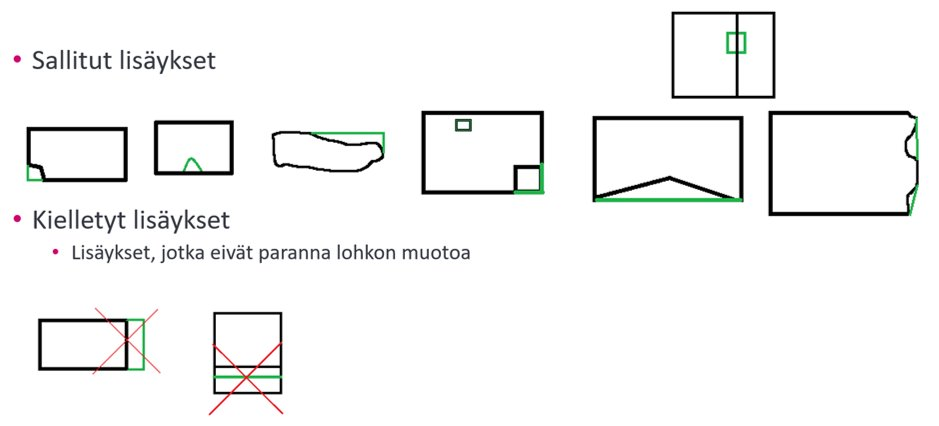 • Sallitut lisäykset
• Kielletyt lisäykset
• Lisäykset, jotka eivät paranna lohkon muotoa